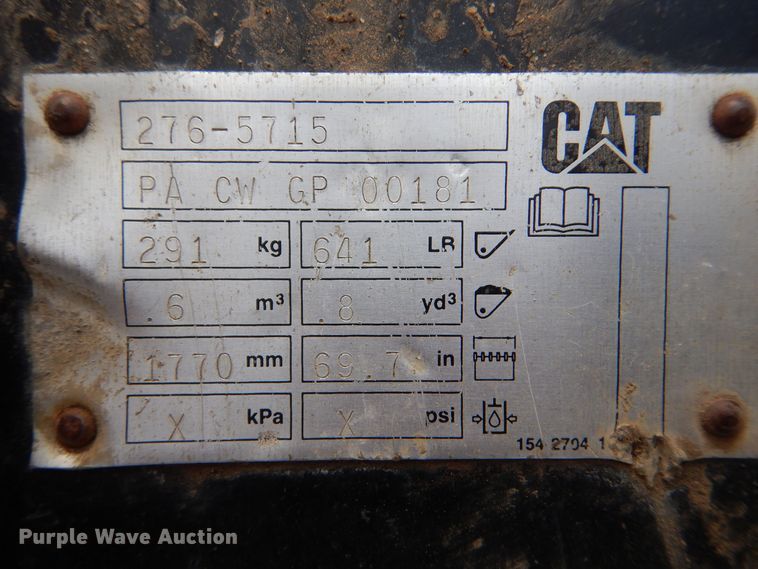 276-5715
CAT
PA CW GP 00181
291 kg 641 LB
.6 m³ .8 yd³
1770 mm 69.7 in
X kPa X psi
154 2704 1
Purple Wave Auction